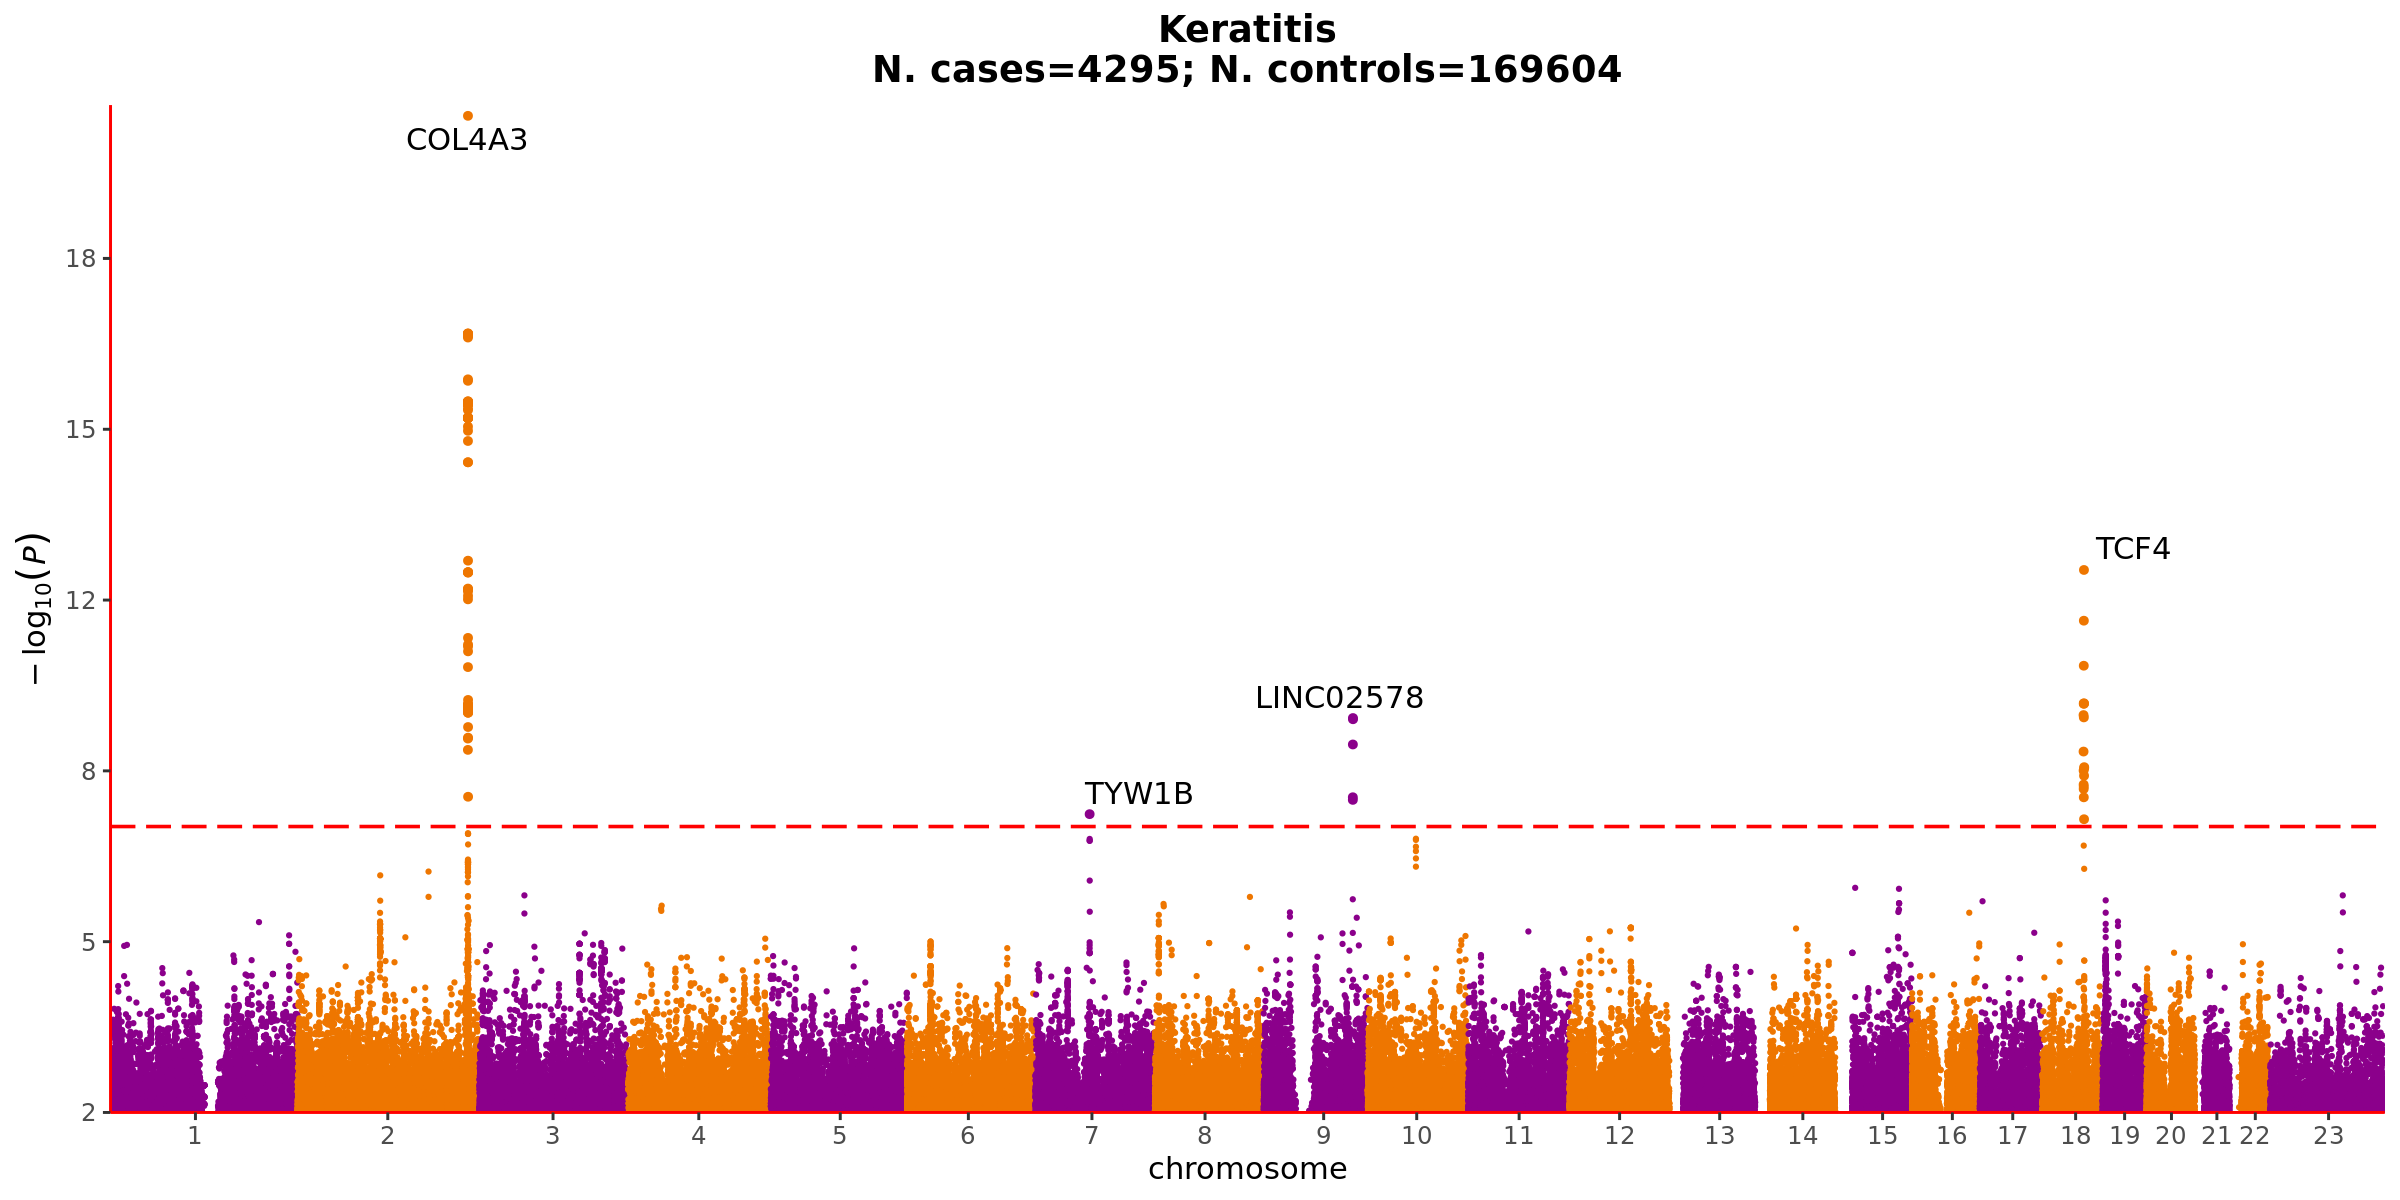 Keratitis
N. cases=4295; N. controls=169604
COL4A3
18
15
− log10(P)
TCF4
12
LINC02578
8
TYW1B
5
2
1 2 3 4 5 6 7 8 9 10 11 12 13 14 15 16 17 18 19 20 21 22 23
chromosome